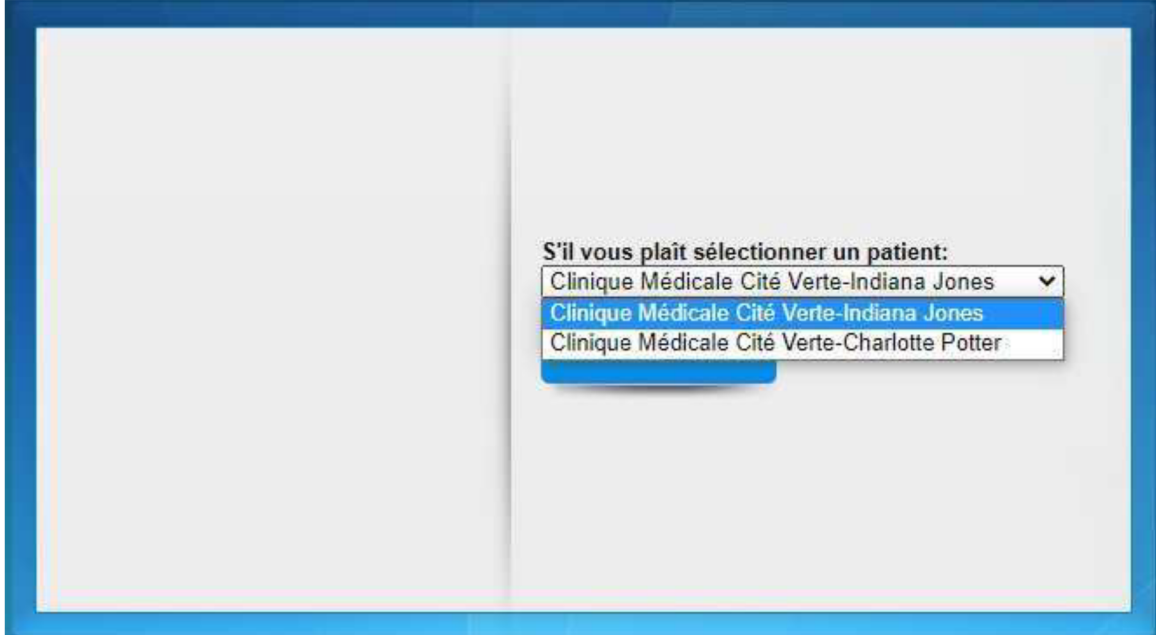 S'il vous plaît sélectionner un patient:
Clinique Médicale Cité Verte-Indiana Jones
Clinique Médicale Cité Verte-Indiana Jones
Clinique Médicale Cité Verte-Charlotte Potter